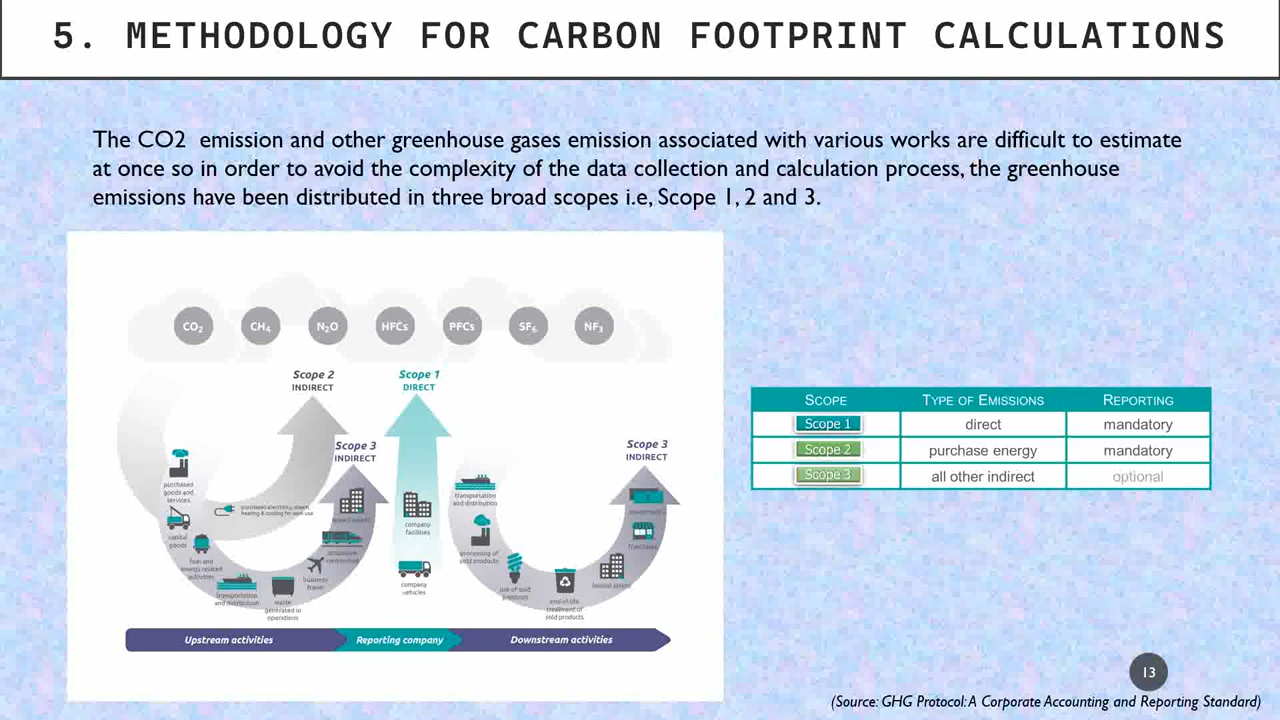 5. METHODOLOGY FOR CARBON FOOTPRINT CALCULATIONS
The CO2 emission and other greenhouse gases emission associated with various works are difficult to estimate
at once so in order to avoid the complexity of the data collection and calculation process, the greenhouse
emissions have been distributed in three broad scopes i.e, Scope 1, 2 and 3.
CO₂ CH₄ N₂O HFCs PFCs SF₆ NF₃
Scope 2
INDIRECT
Scope 1
DIRECT
Scope 3
INDIRECT
Scope 3
INDIRECT
purchased
goods and
services
capital
goods
fuel and
energy related
activities
transportation
and distribution
waste
generated in
operations
business
travel
employee
commuting
leased assets
purchased electricity, steam,
heating & cooling for own use
company
facilities
company
vehicles
transportation
and distribution
processing of
sold products
use of sold
products
end-of-life
treatment of
sold products
leased assets
franchises
investments
Upstream activities
Reporting company
Downstream activities
SCOPE TYPE OF EMISSIONS REPORTING
Scope 1 direct mandatory
Scope 2 purchase energy mandatory
Scope 3 all other indirect optional
13
(Source: GHG Protocol: A Corporate Accounting and Reporting Standard)